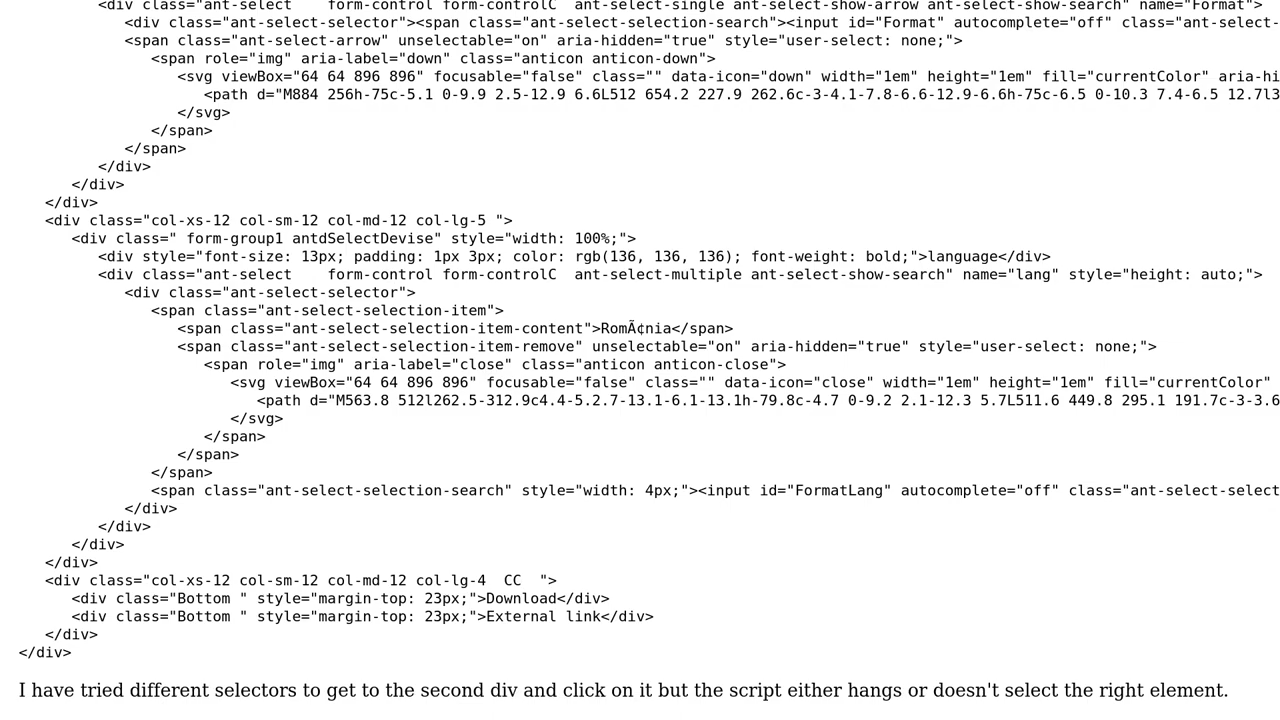 <div class="ant-select    form-control form-controlC  ant-select-single ant-select-show-arrow ant-select-show-search" name="Format">
<div class="ant-select-selector"><span class="ant-select-selection-search"><input id="Format" autocomplete="off" class="ant-select-
<span class="ant-select-arrow" unselectable="on" aria-hidden="true" style="user-select: none;">
<span role="img" aria-label="down" class="anticon anticon-down">
<svg viewBox="64 64 896 896" focusable="false" class="" data-icon="down" width="1em" height="1em" fill="currentColor" aria-hi
<path d="M884 256h-75c-5.1 0-9.9 2.5-12.9 6.6L512 654.2 227.9 262.6c-3-4.1-7.8-6.6-12.9-6.6h-75c-6.5 0-10.3 7.4-6.5 12.7l3
</svg>
</span>
</span>
</div>
</div>
</div>
<div class="col-xs-12 col-sm-12 col-md-12 col-lg-5 ">
<div class=" form-group1 antdSelectDevise" style="width: 100%;">
<div style="font-size: 13px; padding: 1px 3px; color: rgb(136, 136, 136); font-weight: bold;">language</div>
<div class="ant-select    form-control form-controlC  ant-select-multiple ant-select-show-search" name="lang" style="height: auto;">
<div class="ant-select-selector">
<span class="ant-select-selection-item">
<span class="ant-select-selection-item-content">RomÃ¢nia</span>
<span class="ant-select-selection-item-remove" unselectable="on" aria-hidden="true" style="user-select: none;">
<span role="img" aria-label="close" class="anticon anticon-close">
<svg viewBox="64 64 896 896" focusable="false" class="" data-icon="close" width="1em" height="1em" fill="currentColor"
<path d="M563.8 512l262.5-312.9c4.4-5.2.7-13.1-6.1-13.1h-79.8c-4.7 0-9.2 2.1-12.3 5.7L511.6 449.8 295.1 191.7c-3-3.6
</svg>
</span>
</span>
</span>
<span class="ant-select-selection-search" style="width: 4px;"><input id="FormatLang" autocomplete="off" class="ant-select-select
</div>
</div>
</div>
</div>
<div class="col-xs-12 col-sm-12 col-md-12 col-lg-4  CC  ">
<div class="Bottom " style="margin-top: 23px;">Download</div>
<div class="Bottom " style="margin-top: 23px;">External link</div>
</div>
</div>
I have tried different selectors to get to the second div and click on it but the script either hangs or doesn't select the right element.